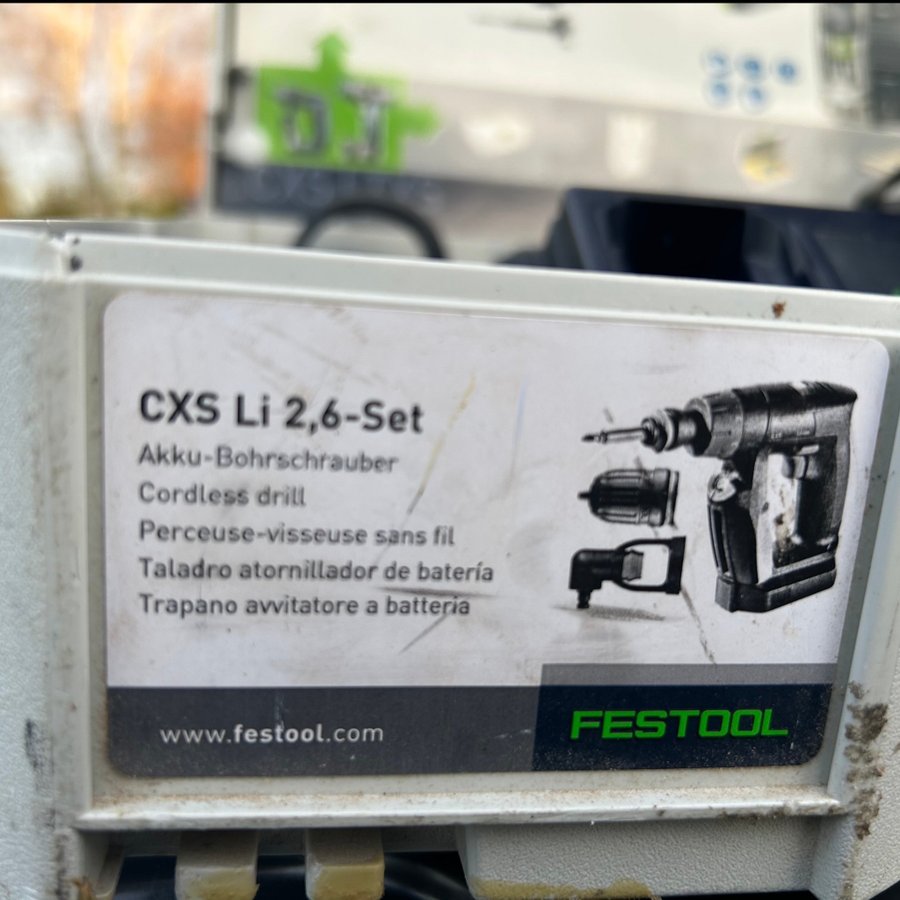 CXS Li 2,6-Set
Akku-Bohrschrauber
Cordless drill
Perceuse-visseuse sans fil
Taladro atornillador de batería
Trapano avvitatore a batteria
www.festool.com
FESTOOL